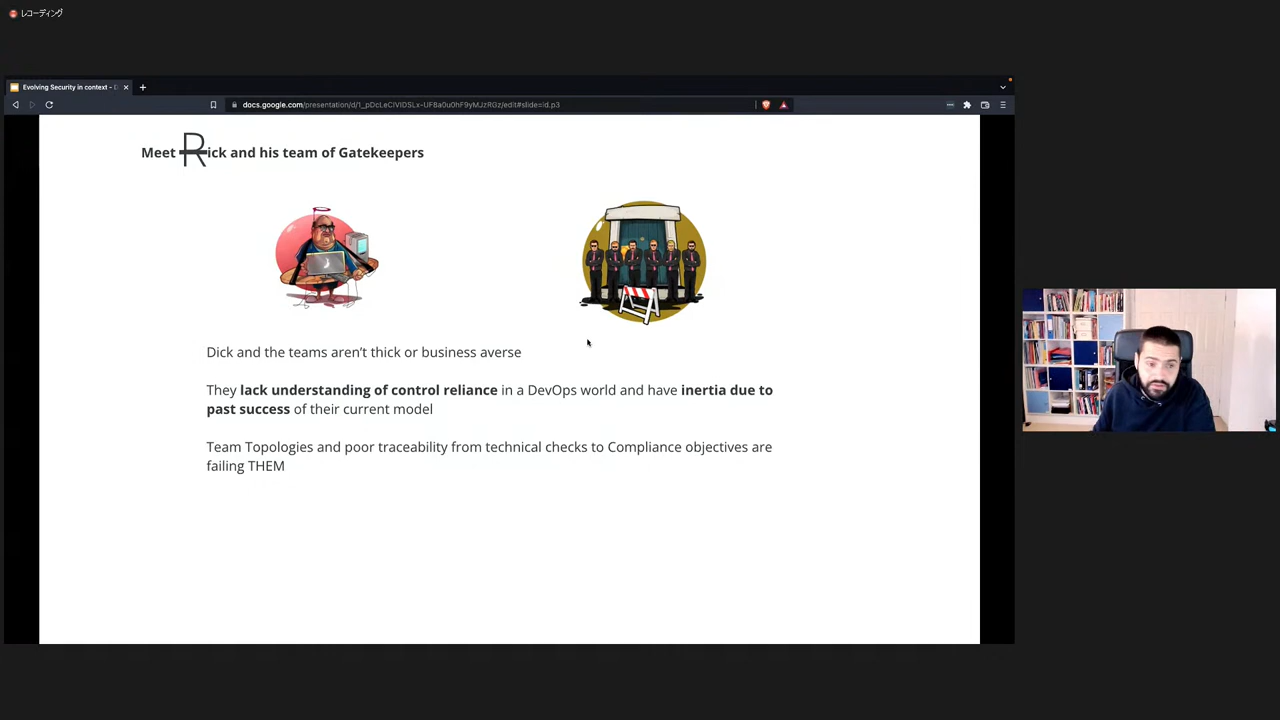 レコーディング
Evolving Security in context - D
docs.google.com/presentation/d/1_pDcLeCIVIDSLx-UF8a0u0hF9yMJzRGz/edit#slide=id.p3
Meet Rick and his team of Gatekeepers
Dick and the teams aren't thick or business averse
They lack understanding of control reliance in a DevOps world and have inertia due to
past success of their current model
Team Topologies and poor traceability from technical checks to Compliance objectives are
failing THEM